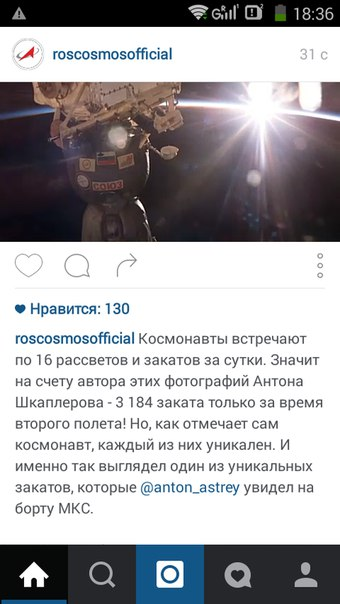 18:36
roscosmosofficial
31 с
СОЮЗ
Нравится: 130
roscosmosofficial Космонавты встречают
по 16 рассветов и закатов за сутки. Значит
на счету автора этих фотографий Антона
Шкаплерова - 3 184 заката только за время
второго полета! Но, как отмечает сам
космонавт, каждый из них уникален. И
именно так выглядел один из уникальных
закатов, которые @anton_astrey увидел на
борту МКС.